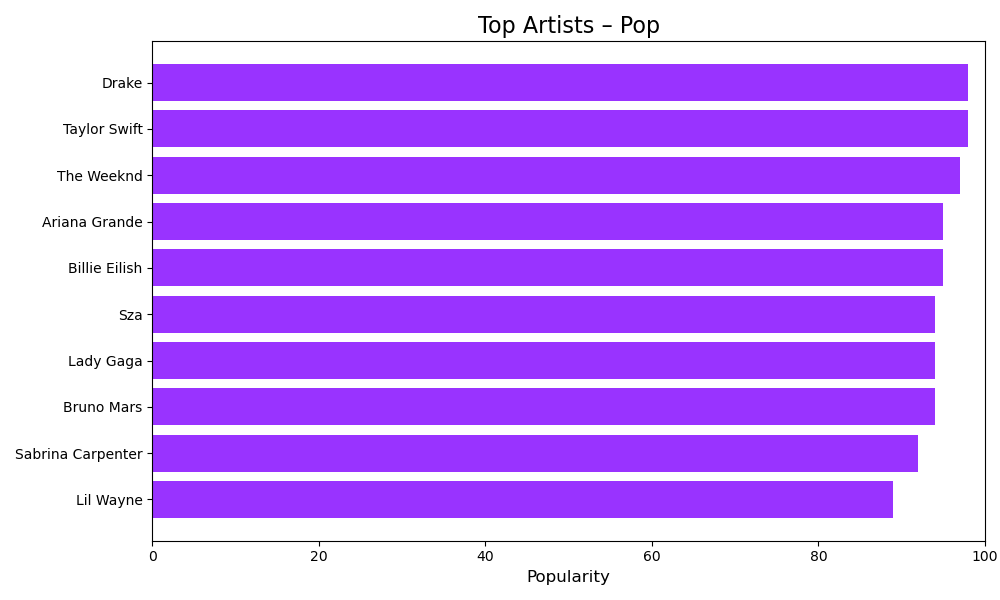 Top Artists – Pop
Drake
Taylor Swift
The Weeknd
Ariana Grande
Billie Eilish
Sza
Lady Gaga
Bruno Mars
Sabrina Carpenter
Lil Wayne
0 20 40 60 80 100
Popularity